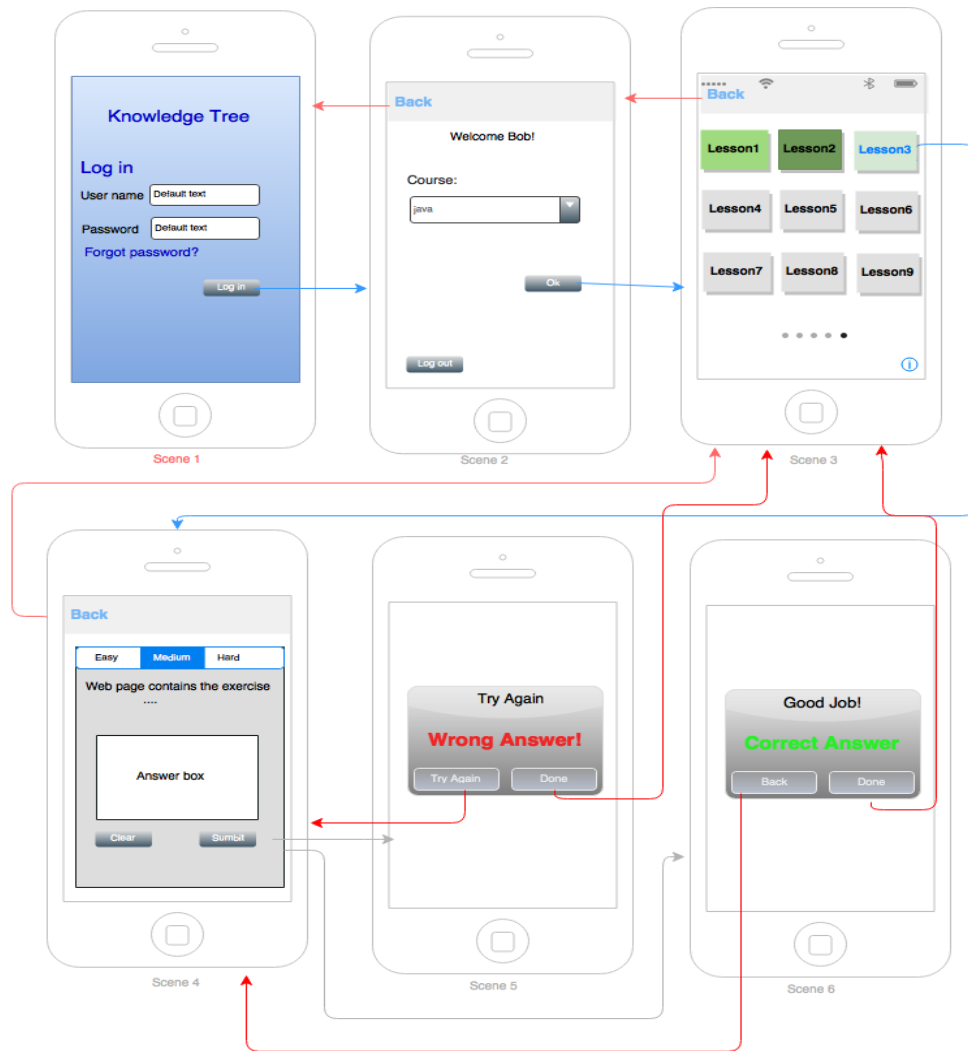 Knowledge Tree
Log in
User name Default text
Password Default text
Forgot password?
Log in
Scene 1
Back
Welcome Bob!
Course:
java
Ok
Log out
Scene 2
Back
Lesson1 Lesson2 Lesson3
Lesson4 Lesson5 Lesson6
Lesson7 Lesson8 Lesson9
Scene 3
Back
Easy Medium Hard
Web page contains the exercise
....
Answer box
Clear Sumbit
Scene 4
Try Again
Wrong Answer!
Try Again Done
Scene 5
Good Job!
Correct Answer
Back Done
Scene 6